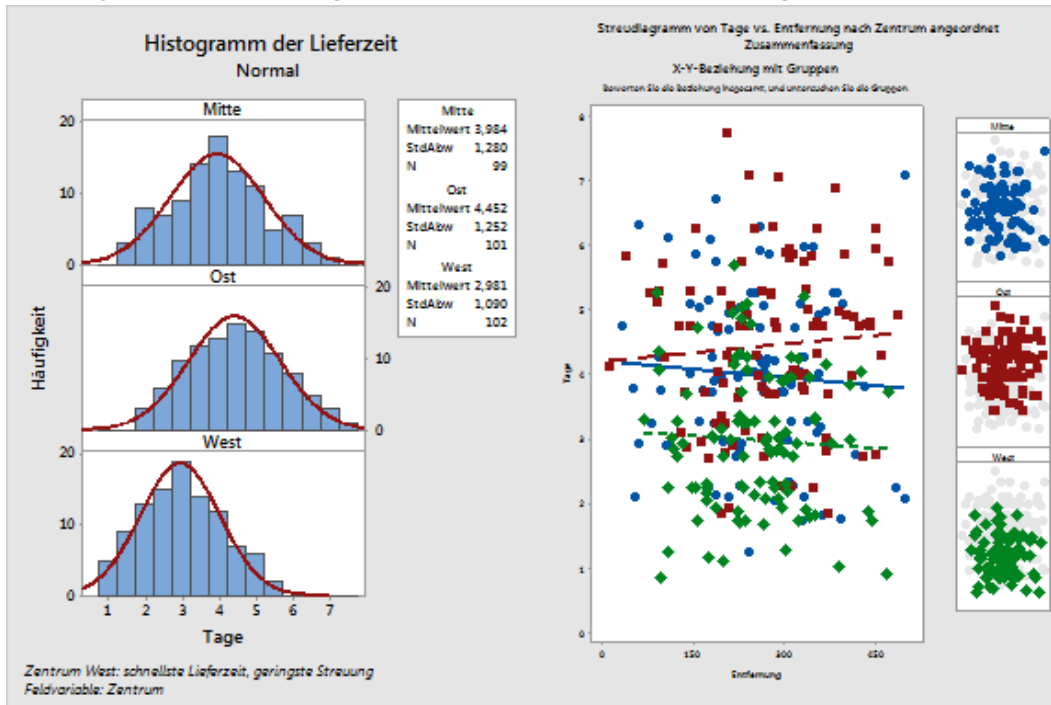 Histogramm der Lieferzeit
Normal
Mitte
20
10
0
Ost
20
10
0
West
20
10
0
1 2 3 4 5 6 7
Häufigkeit
Tage
Mitte
Mittelwert 3,984
StdAbw 1,280
N 99
Ost
Mittelwert 4,452
StdAbw 1,252
N 101
West
Mittelwert 2,981
StdAbw 1,090
N 102
Zentrum West: schnellste Lieferzeit, geringste Streuung
Feldvariable: Zentrum
Streudiagramm von Tage vs. Entfernung nach Zentrum angeordnet
Zusammenfassung
X-Y-Beziehung mit Gruppen
Bewerten Sie die Beziehung insgesamt, und untersuchen Sie die Gruppen.
8
7
6
5
4
3
2
1
0
Tage
0 150 300 450
Entfernung
Mitte
Ost
West